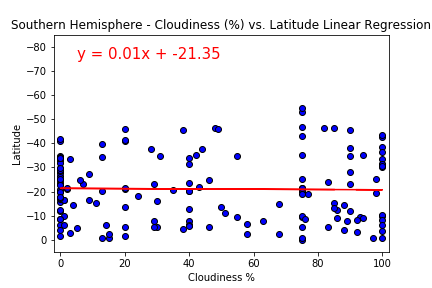 Southern Hemisphere - Cloudiness (%) vs. Latitude Linear Regression
y = 0.01x + -21.35
−80
−70
−60
−50
−40
−30
−20
−10
0
Latitude
0 20 40 60 80 100
Cloudiness %